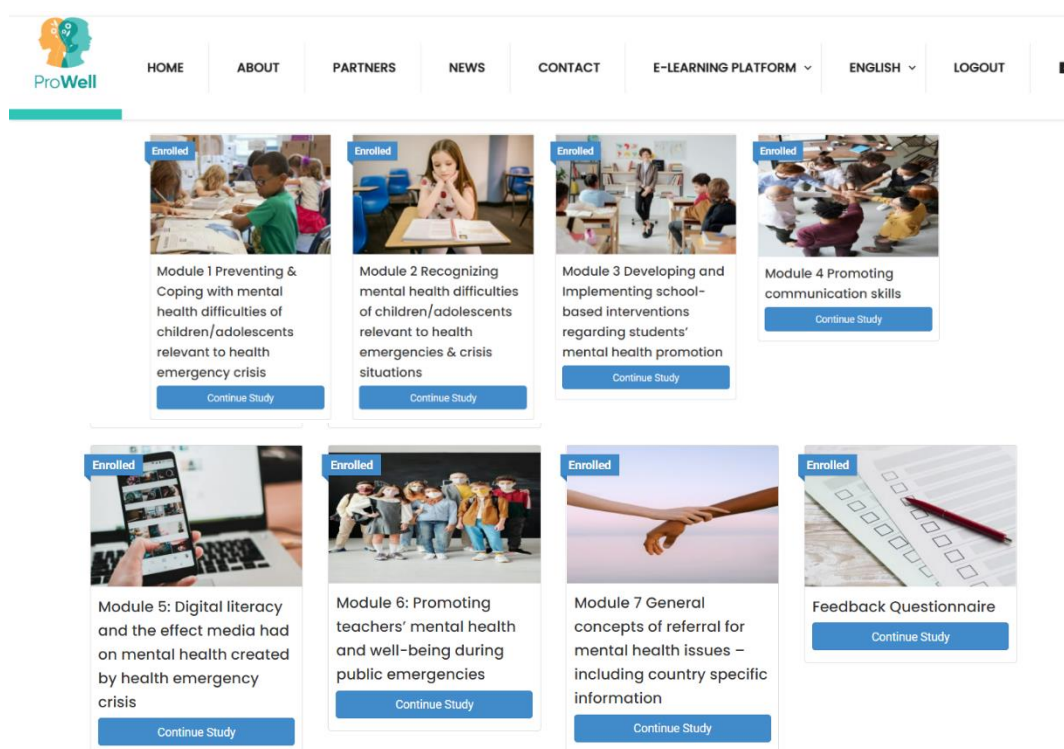 ProWell
HOME
ABOUT
PARTNERS
NEWS
CONTACT
E-LEARNING PLATFORM
ENGLISH
LOGOUT
Enrolled
Module 1 Preventing &
Coping with mental
health difficulties of
children/adolescents
relevant to health
emergency crisis
Continue Study
Enrolled
Module 2 Recognizing
mental health difficulties
of children/adolescents
relevant to health
emergencies & crisis
situations
Continue Study
Enrolled
Module 3 Developing and
Implementing school-
based interventions
regarding students'
mental health promotion
Continue Study
Enrolled
Module 4 Promoting
communication skills
Continue Study
Enrolled
Module 5: Digital literacy
and the effect media had
on mental health created
by health emergency
crisis
Continue Study
Enrolled
Module 6: Promoting
teachers' mental health
and well-being during
public emergencies
Continue Study
Enrolled
Module 7 General
concepts of referral for
mental health issues –
including country specific
information
Continue Study
Enrolled
Feedback Questionnaire
Continue Study